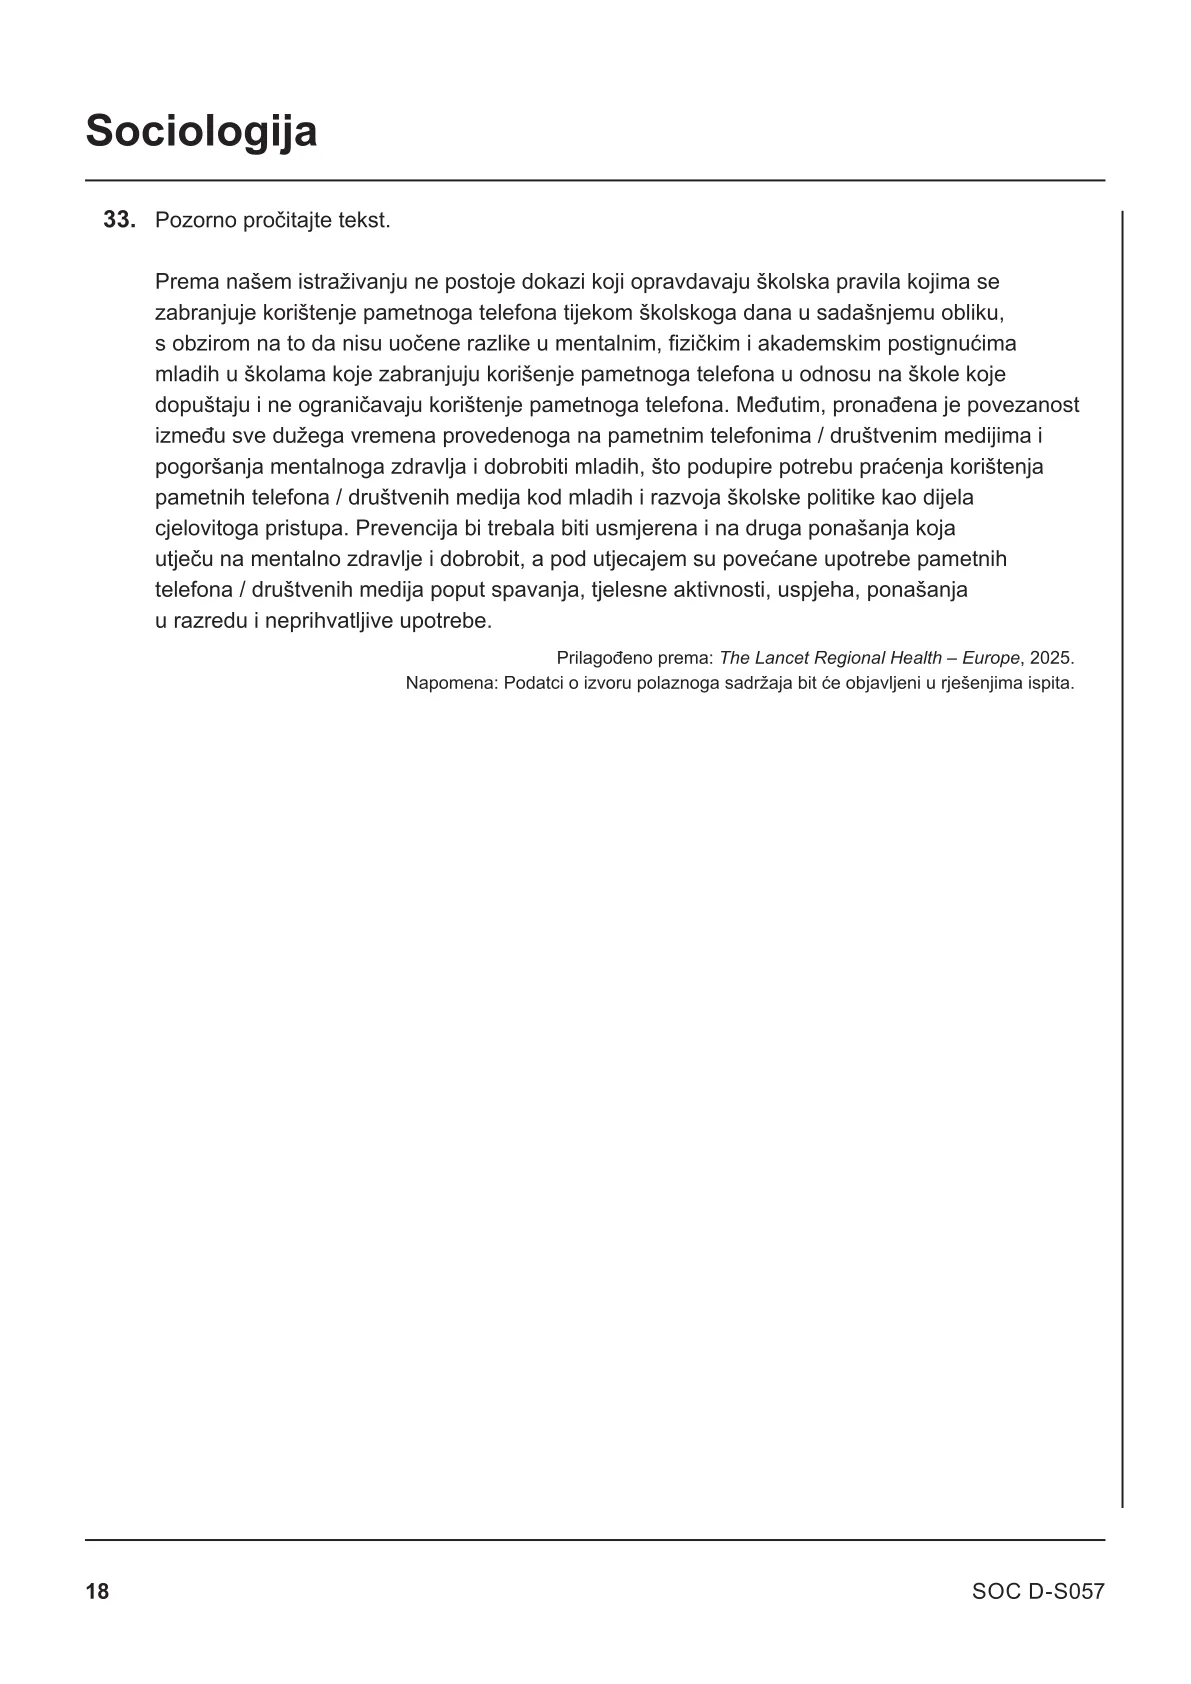 Sociologija
33. Pozorno pročitajte tekst.
Prema našem istraživanju ne postoje dokazi koji opravdavaju školska pravila kojima se
zabranjuje korištenje pametnoga telefona tijekom školskoga dana u sadašnjemu obliku,
s obzirom na to da nisu uočene razlike u mentalnim, fizičkim i akademskim postignućima
mladih u školama koje zabranjuju korišenje pametnoga telefona u odnosu na škole koje
dopuštaju i ne ograničavaju korištenje pametnoga telefona. Međutim, pronađena je povezanost
između sve dužega vremena provedenoga na pametnim telefonima / društvenim medijima i
pogoršanja mentalnoga zdravlja i dobrobiti mladih, što podupire potrebu praćenja korištenja
pametnih telefona / društvenih medija kod mladih i razvoja školske politike kao dijela
cjelovitoga pristupa. Prevencija bi trebala biti usmjerena i na druga ponašanja koja
utječu na mentalno zdravlje i dobrobit, a pod utjecajem su povećane upotrebe pametnih
telefona / društvenih medija poput spavanja, tjelesne aktivnosti, uspjeha, ponašanja
u razredu i neprihvatljive upotrebe.
Prilagođeno prema: The Lancet Regional Health – Europe, 2025.
Napomena: Podatci o izvoru polaznoga sadržaja bit će objavljeni u rješenjima ispita.
18
SOC D-S057